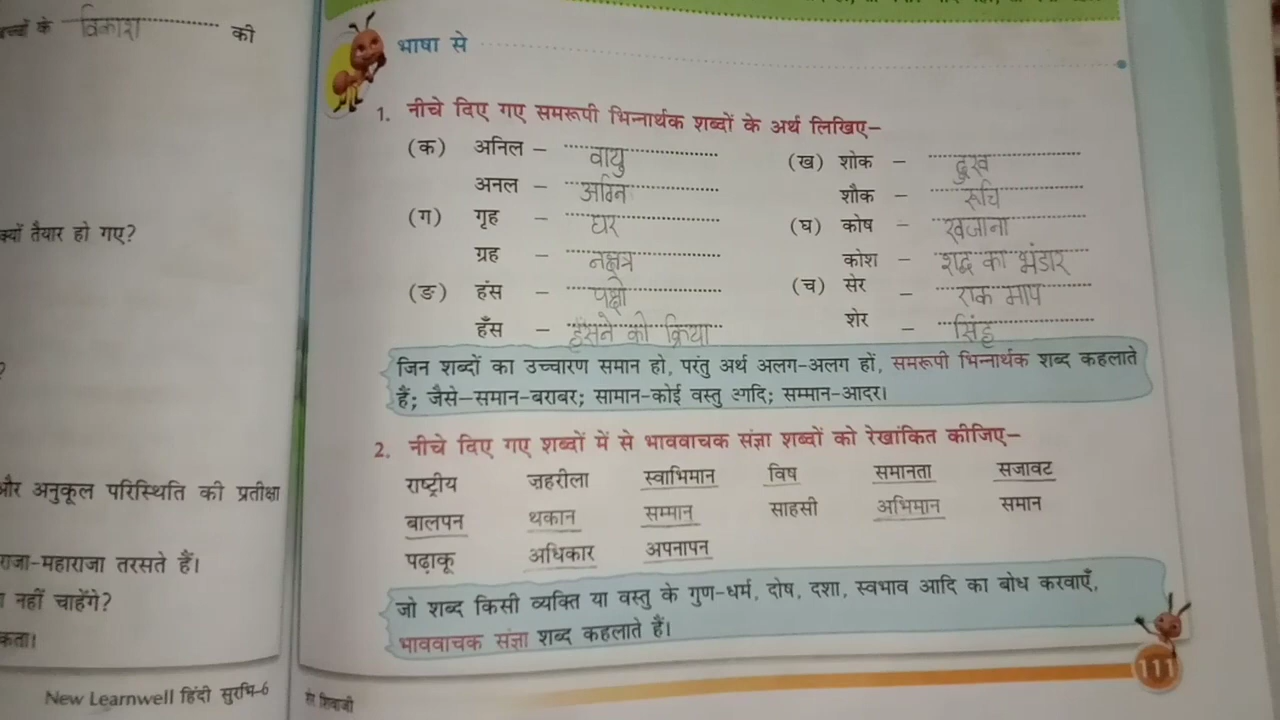 विकाश की
क्यों तैयार हो गए?
और अनुकूल परिस्थिति की प्रतीक्षा
राजा-महाराजा तरसते हैं।
नहीं चाहेंगे?
New Learnwell हिंदी सुरभि-6
भाषा से
1. नीचे दिए गए समरूपी भिन्नार्थक शब्दों के अर्थ लिखिए–
(क) अनिल – वायु
अनल – अग्नि
(ख) शोक – दुख
शौक – रूचि
(ग) गृह – घर
ग्रह – नक्षत्र
(घ) कोष – खजाना
कोश – शब्द का भंडार
(ङ) हंस – पक्षी
हँस – हँसने की क्रिया
(च) सेर – एक माप
शेर – सिंह
जिन शब्दों का उच्चारण समान हो, परंतु अर्थ अलग-अलग हों, समरूपी भिन्नार्थक शब्द कहलाते
हैं; जैसे–समान-बराबर; सामान-कोई वस्तु आदि; सम्मान-आदर।
2. नीचे दिए गए शब्दों में से भाववाचक संज्ञा शब्दों को रेखांकित कीजिए–
राष्ट्रीय ज़हरीला स्वाभिमान विष समानता सजावट
बालपन थकान सम्मान साहसी अभिमान समान
पढ़ाकू अधिकार अपनापन
जो शब्द किसी व्यक्ति या वस्तु के गुण-धर्म, दोष, दशा, स्वभाव आदि का बोध करवाएँ,
भाववाचक संज्ञा शब्द कहलाते हैं।
111
शेर शिवाजी